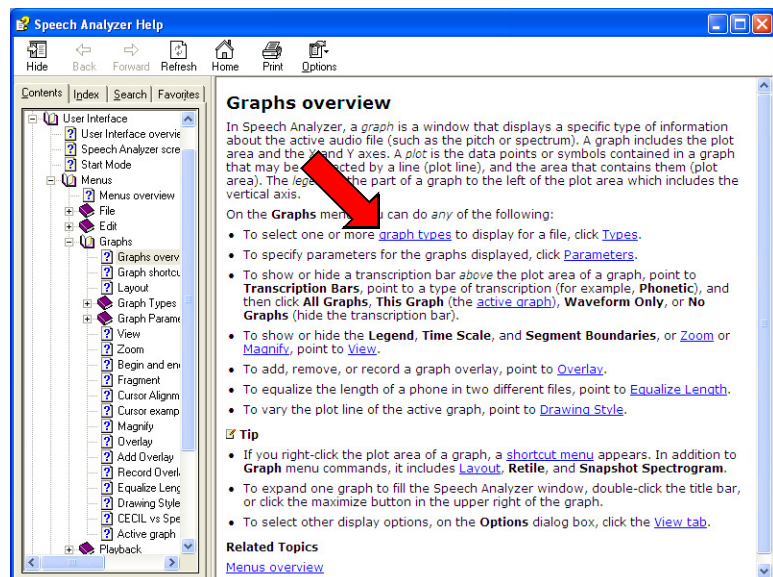 Speech Analyzer Help
Hide Back Forward Refresh Home Print Options
Contents Index Search Favorites
User Interface
User Interface overvie
Speech Analyzer scre
Start Mode
Menus
Menus overview
File
Edit
Graphs
Graphs overv
Graph shortcu
Layout
Graph Types
Graph Parame
View
Zoom
Begin and en
Fragment
Cursor Alignm
Cursor examp
Magnify
Overlay
Add Overlay
Record Overl
Equalize Leng
Drawing Style
CECIL vs Spe
Active graph
Playback
Graphs overview
In Speech Analyzer, a graph is a window that displays a specific type of information
about the active audio file (such as the pitch or spectrum). A graph includes the plot
area and the X and Y axes. A plot is the data points or symbols contained in a graph
that may be connected by a line (plot line), and the area that contains them (plot
area). The the part of a graph to the left of the plot area which includes the
vertical axis.
On the Graphs can do any of the following:
• To select one or more graph types to display for a file, click Types.
• To specify parameters for the graphs displayed, click Parameters.
• To show or hide a transcription bar above the plot area of a graph, point to
Transcription Bars, point to a type of transcription (for example, Phonetic), and
then click All Graphs, This Graph (the active graph), Waveform Only, or No
Graphs (hide the transcription bar).
• To show or hide the Legend, Time Scale, and Segment Boundaries, or Zoom or
Magnify, point to View.
• To add, remove, or record a graph overlay, point to Overlay.
• To equalize the length of a phone in two different files, point to Equalize Length.
• To vary the plot line of the active graph, point to Drawing Style.
Tip
• If you right-click the plot area of a graph, a shortcut menu appears. In addition to
Graph menu commands, it includes Layout, Retile, and Snapshot Spectrogram.
• To expand one graph to fill the Speech Analyzer window, double-click the title bar,
or click the maximize button in the upper right of the graph.
• To select other display options, on the Options dialog box, click the View tab.
Related Topics
Menus overview